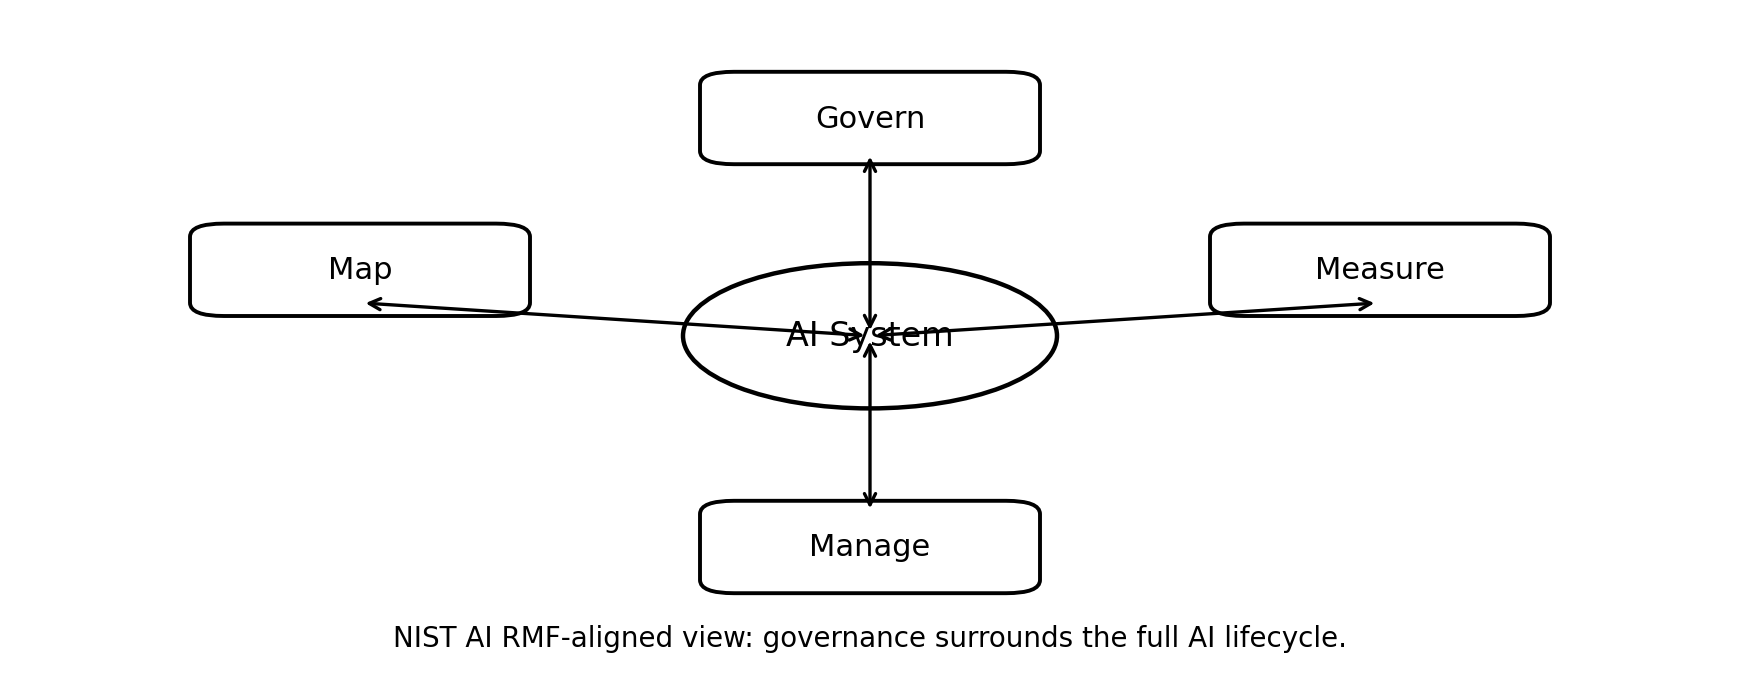 Govern
Map
Measure
AI System
Manage
NIST AI RMF-aligned view: governance surrounds the full AI lifecycle.